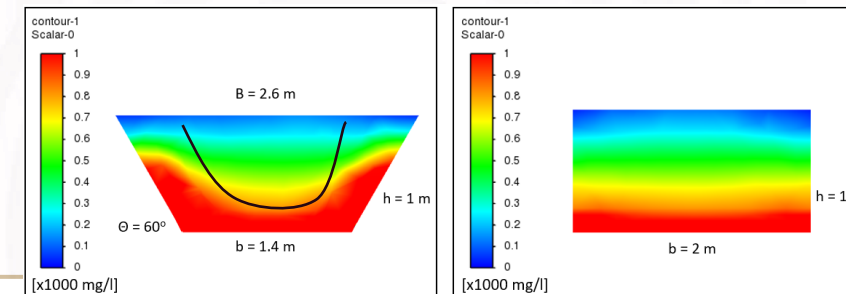 contour-1
Scalar-0
1
0.9
0.8
0.7
0.6
0.5
0.4
0.3
0.2
0.1
0
[x1000 mg/l]
B = 2.6 m
h = 1 m
Θ = 60°
b = 1.4 m
contour-1
Scalar-0
1
0.9
0.8
0.7
0.6
0.5
0.4
0.3
0.2
0.1
0
[x1000 mg/l]
h = 1
b = 2 m